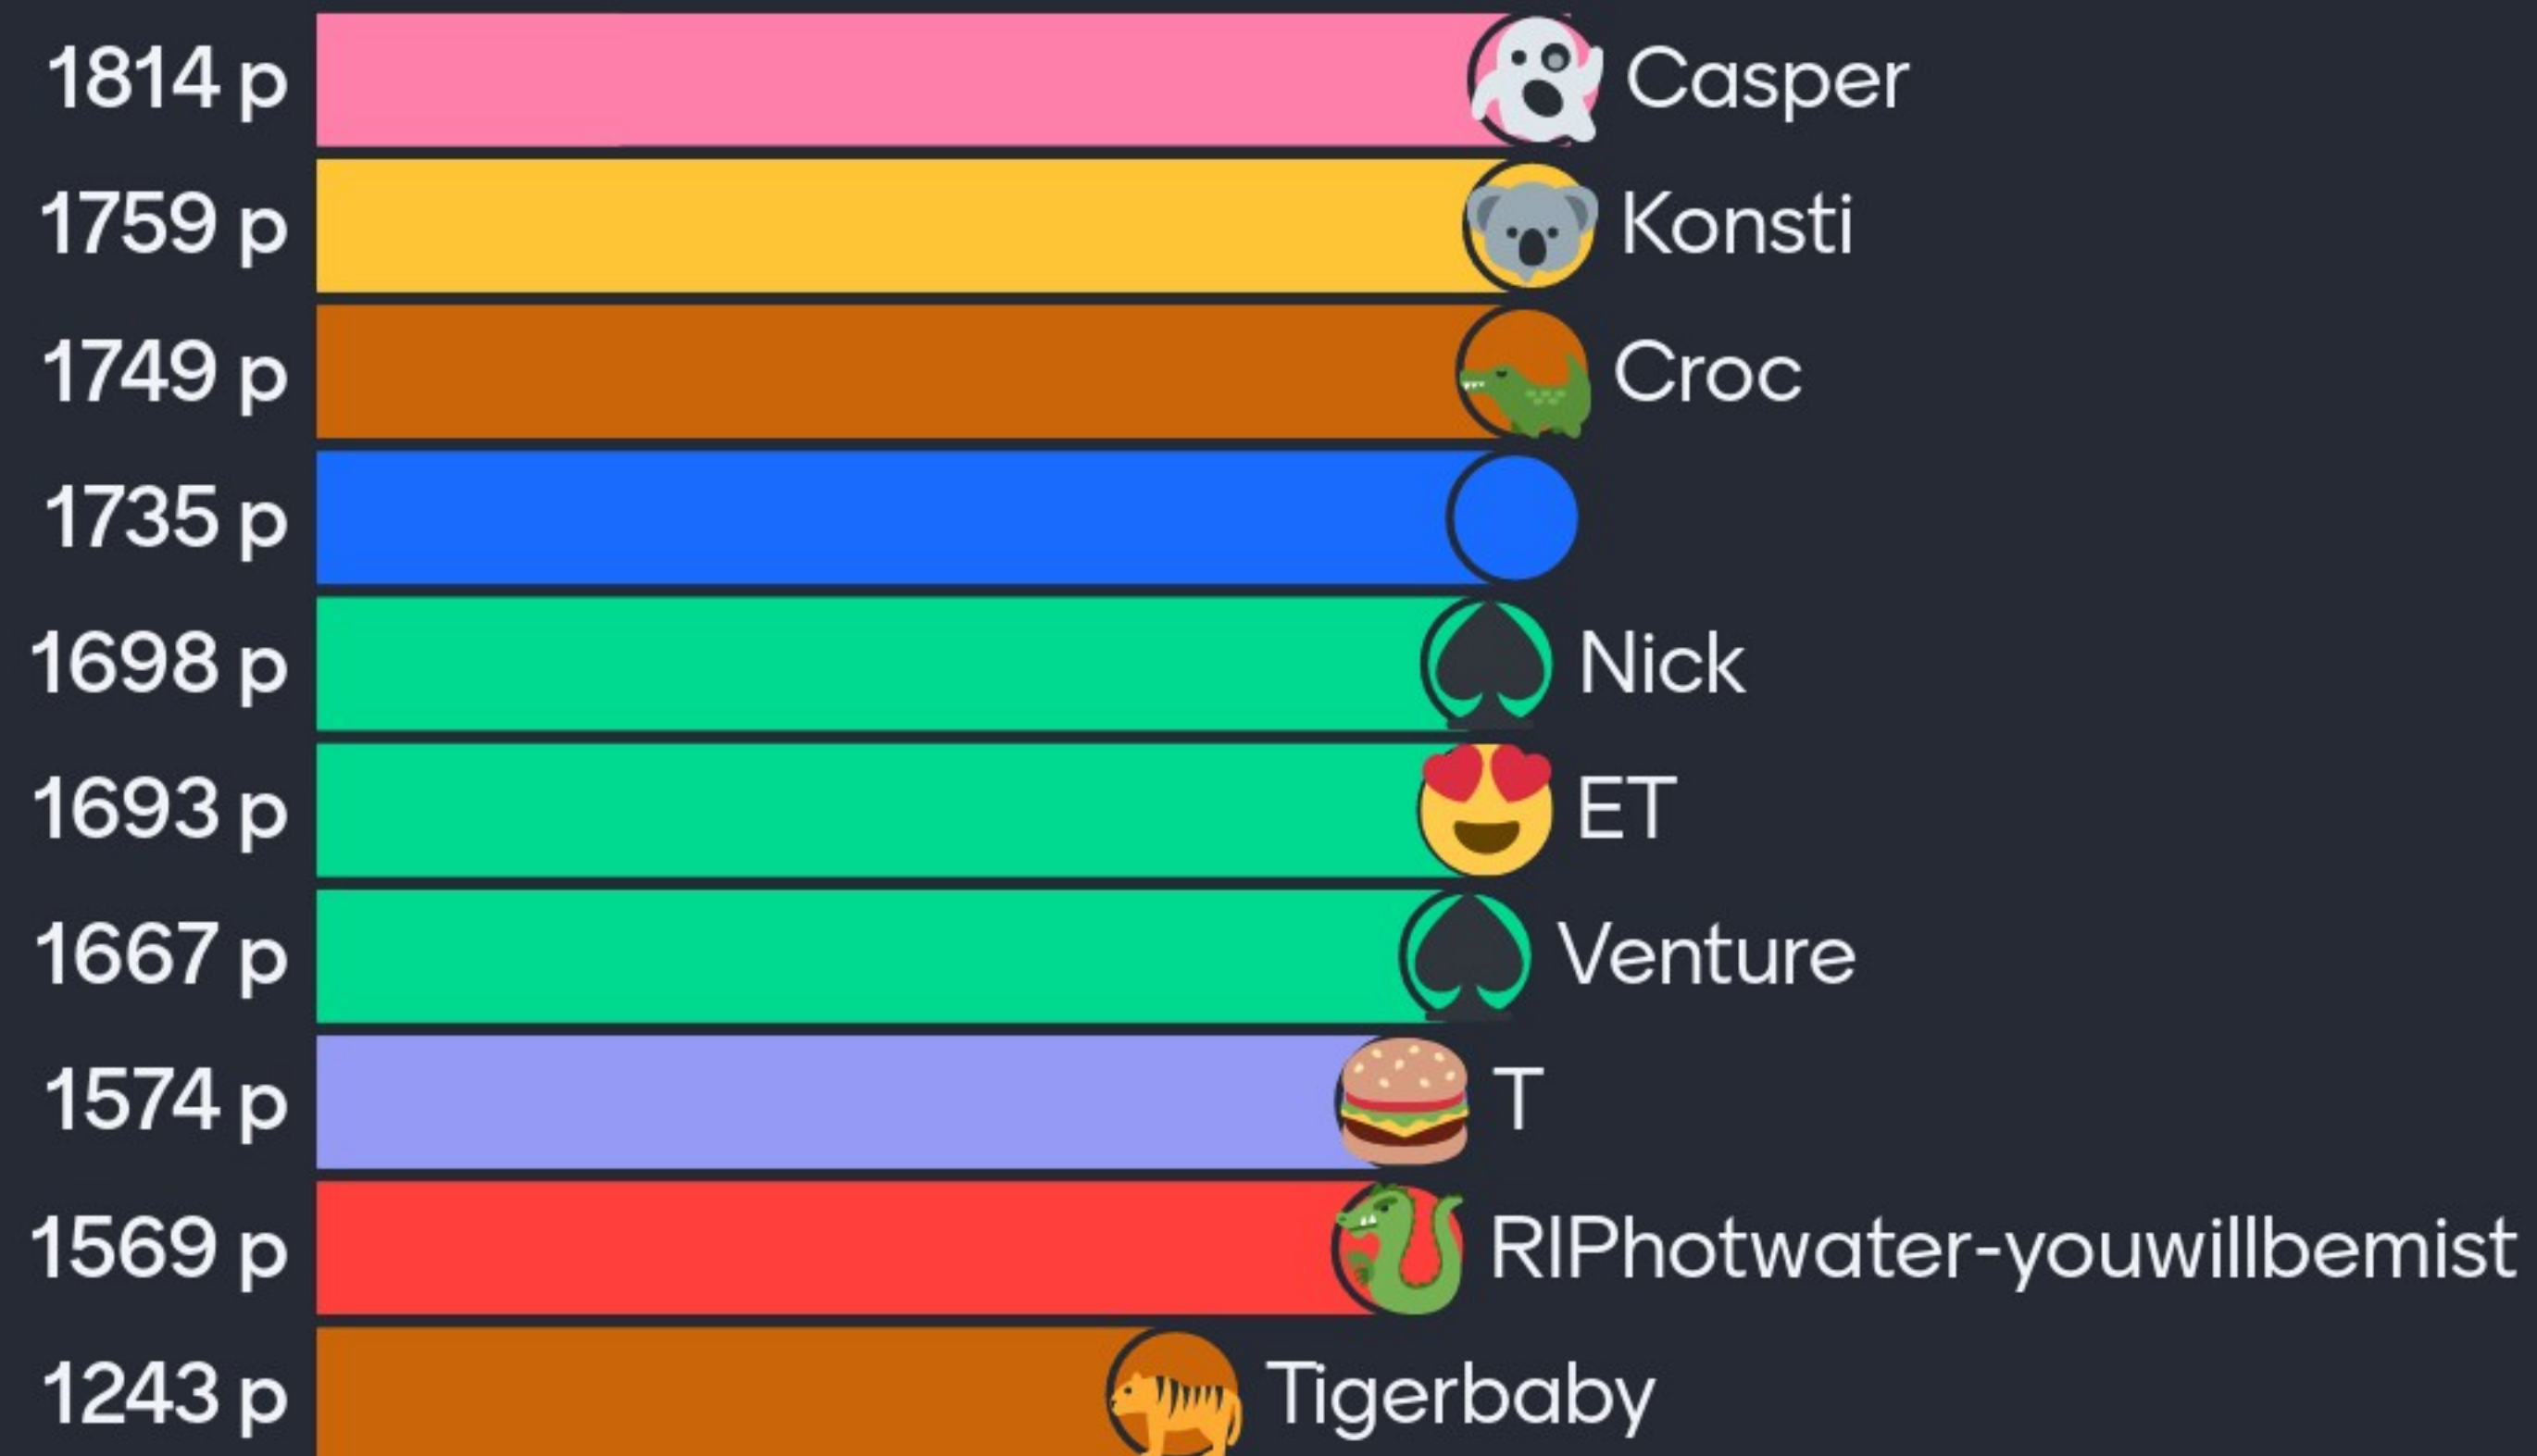 1814 p Casper
1759 p Konsti
1749 p Croc
1735 p
1698 p Nick
1693 p ET
1667 p Venture
1574 p T
1569 p RIPhotwater-youwillbemist
1243 p Tigerbaby